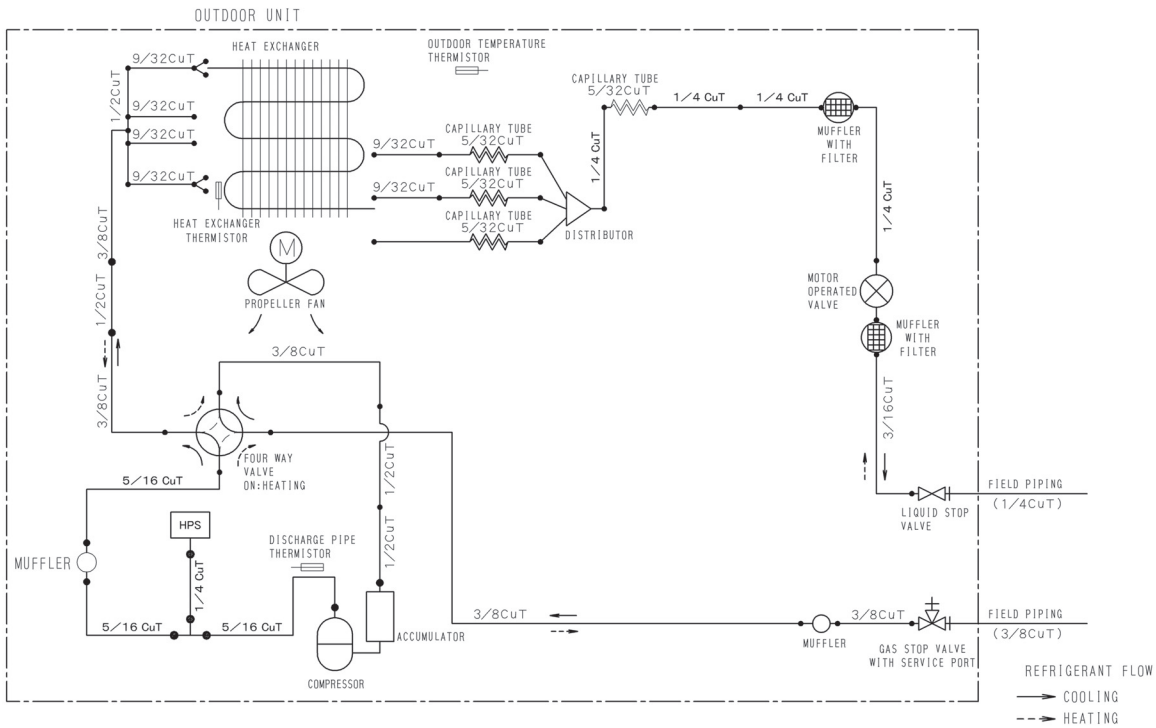 OUTDOOR UNIT
HEAT EXCHANGER
OUTDOOR TEMPERATURE
THERMISTOR
9/32CuT
1/2CuT
9/32CuT
9/32CuT
9/32CuT
HEAT EXCHANGER
THERMISTOR
CAPILLARY TUBE
5/32CuT
1/4 CuT
1/4 CuT
MUFFLER
WITH
FILTER
CAPILLARY TUBE
5/32CuT
9/32CuT
CAPILLARY TUBE
5/32CuT
9/32CuT
CAPILLARY TUBE
5/32CuT
1/4 CuT
DISTRIBUTOR
1/4 CuT
3/8CuT
M
PROPELLER FAN
1/2CuT
MOTOR
OPERATED
VALVE
MUFFLER
WITH
FILTER
3/8CuT
3/8CuT
3/16CuT
FOUR WAY
VALVE
ON:HEATING
1/2CuT
5/16 CuT
FIELD PIPING
(1/4CuT)
LIQUID STOP
VALVE
HPS
DISCHARGE PIPE
THERMISTOR
1/2CuT
MUFFLER
1/4 CuT
5/16 CuT
5/16 CuT
ACCUMULATOR
COMPRESSOR
3/8CuT
MUFFLER
3/8CuT
FIELD PIPING
(3/8CuT)
GAS STOP VALVE
WITH SERVICE PORT
REFRIGERANT FLOW
COOLING
HEATING